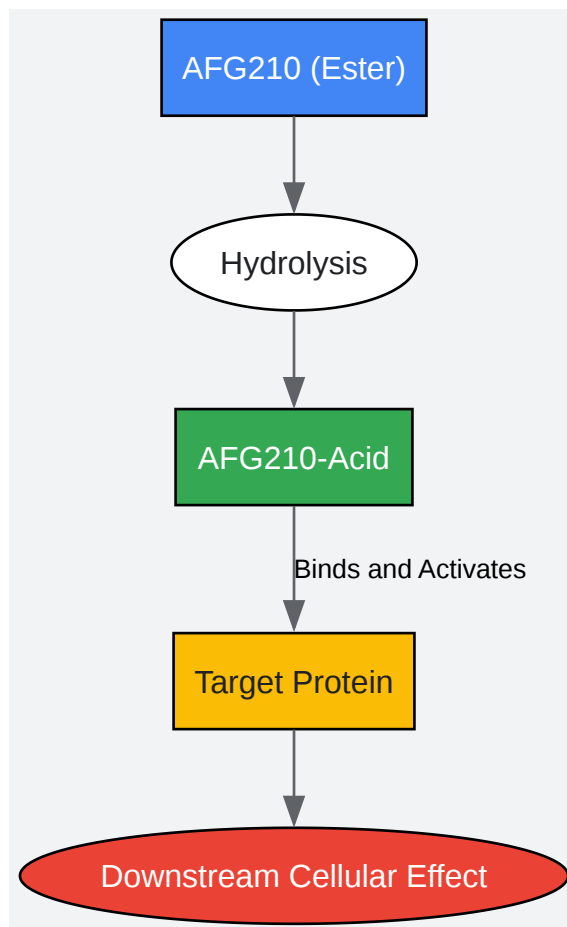 AFG210 (Ester)
Hydrolysis
AFG210-Acid
Binds and Activates
Target Protein
Downstream Cellular Effect